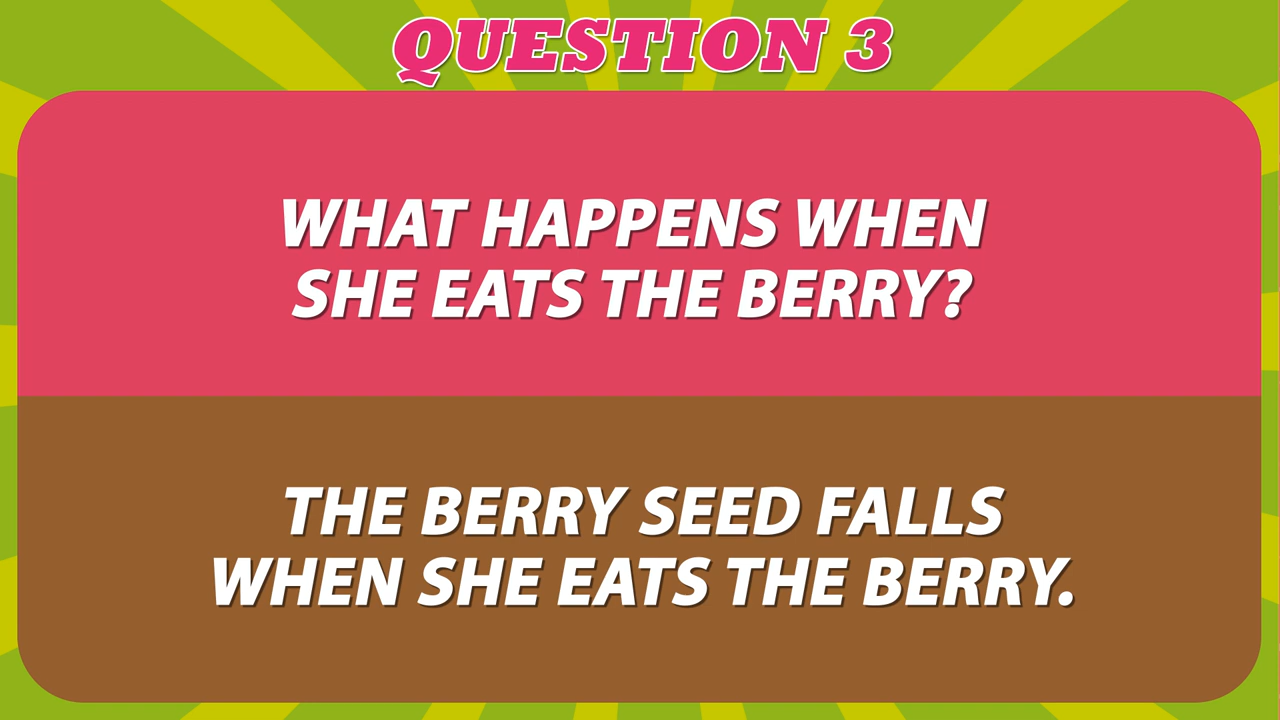 QUESTION 3
WHAT HAPPENS WHEN
SHE EATS THE BERRY?
THE BERRY SEED FALLS
WHEN SHE EATS THE BERRY.